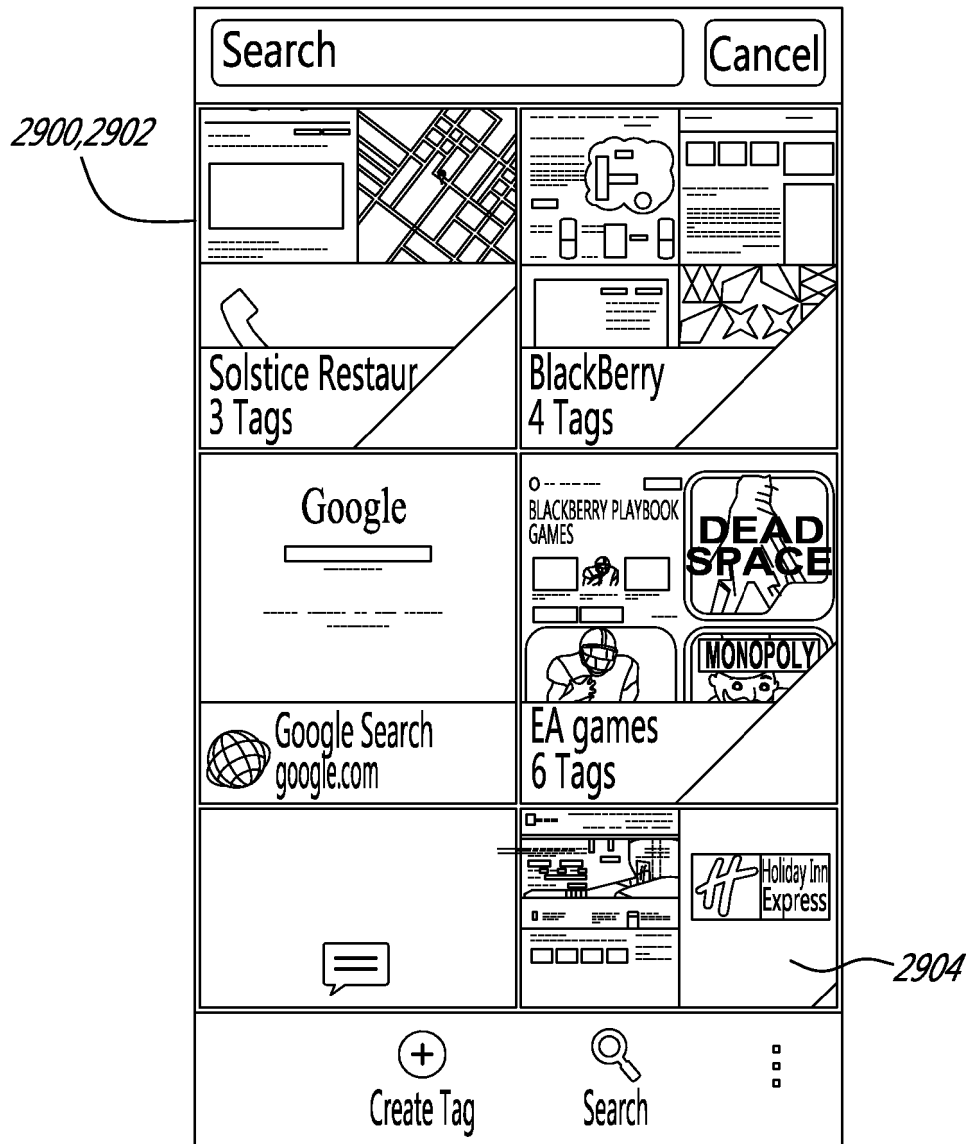 Search
Cancel
2900,2902
Solstice Restaur
3 Tags
BlackBerry
4 Tags
Google
Google Search
google.com
BLACKBERRY PLAYBOOK
GAMES
DEAD
SPACE
MONOPOLY
EA games
6 Tags
H Holiday Inn
Express
2904
Create Tag
Search